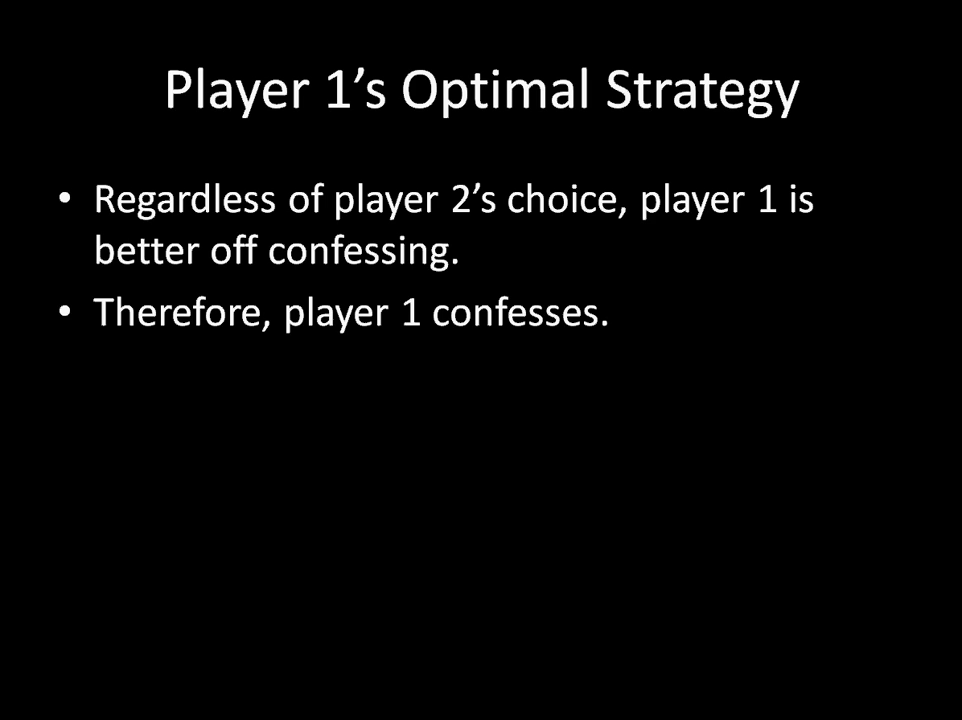 Player 1’s Optimal Strategy
• Regardless of player 2’s choice, player 1 is
better off confessing.
• Therefore, player 1 confesses.